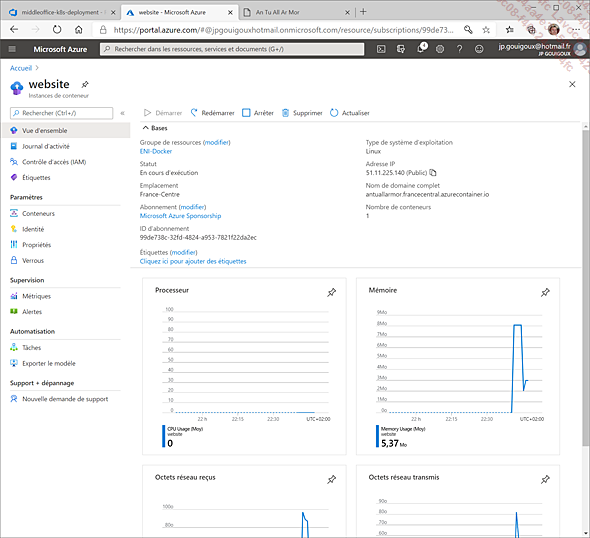 middleoffice-k8s-deployment -
website - Microsoft Azure
An Tu All Ar Mor
https://portal.azure.com/#@jpgougouxhotmail.onmicrosoft.com/resource/subscriptions/99de73...
Microsoft Azure
Rechercher dans les ressources, services et documents (G+/)
jp.gouigoux@hotmail.fr
JP GOUIGOUX
Accueil >
website
Instances de conteneur
Rechercher (Ctrl+/)
Démarrer
Redémarrer
Arrêter
Supprimer
Actualiser
Vue d'ensemble
Journal d'activité
Contrôle d'accès (IAM)
Étiquettes
Paramètres
Conteneurs
Identité
Propriétés
Verrous
Supervision
Métriques
Alertes
Automatisation
Tâches
Exporter le modèle
Support + dépannage
Nouvelle demande de support
Bases
Groupe de ressources (modifier)
ENI-Docker
Statut
En cours d'exécution
Emplacement
France-Centre
Abonnement (modifier)
Microsoft Azure Sponsorship
ID d'abonnement
99de738c-32fd-4824-a953-7821f22da2ec
Étiquettes (modifier)
Cliquez ici pour ajouter des étiquettes
Type de système d'exploitation
Linux
Adresse IP
51.11.225.140 (Public)
Nom de domaine complet
antuallarmor.francecentral.azurecontainer.io
Nombre de conteneurs
1
Processeur
100
90
80
70
60
50
40
30
20
10
0
22 h
22:15
22:30
UTC+02:00
CPU Usage (Moy)
website
0
Mémoire
9Mo
8Mo
7Mo
6Mo
5Mo
4Mo
3Mo
2Mo
1Mo
0o
22 h
22:15
22:30
UTC+02:00
Memory Usage (Moy)
website
5,37 Mo
Octets réseau reçus
100o
80o
Octets réseau transmis
90o
80o
70o
60o